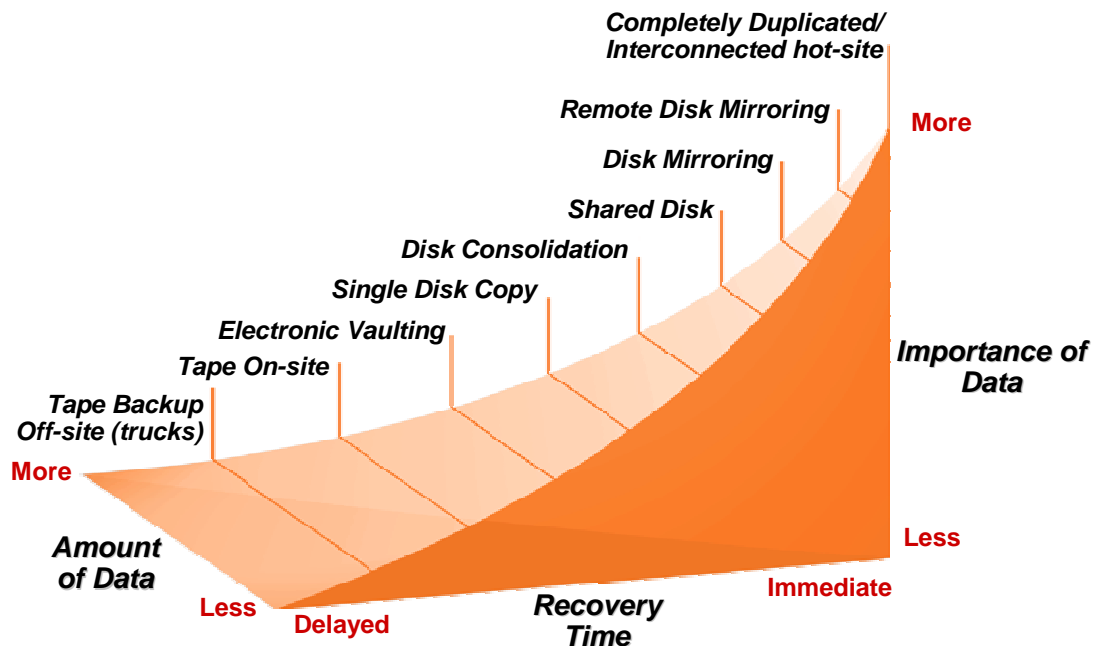 Completely Duplicated/
Interconnected hot-site
Remote Disk Mirroring
More
Disk Mirroring
Shared Disk
Disk Consolidation
Single Disk Copy
Electronic Vaulting
Importance of
Data
Tape On-site
Tape Backup
Off-site (trucks)
More
Amount
of Data
Less
Less
Immediate
Delayed
Recovery
Time